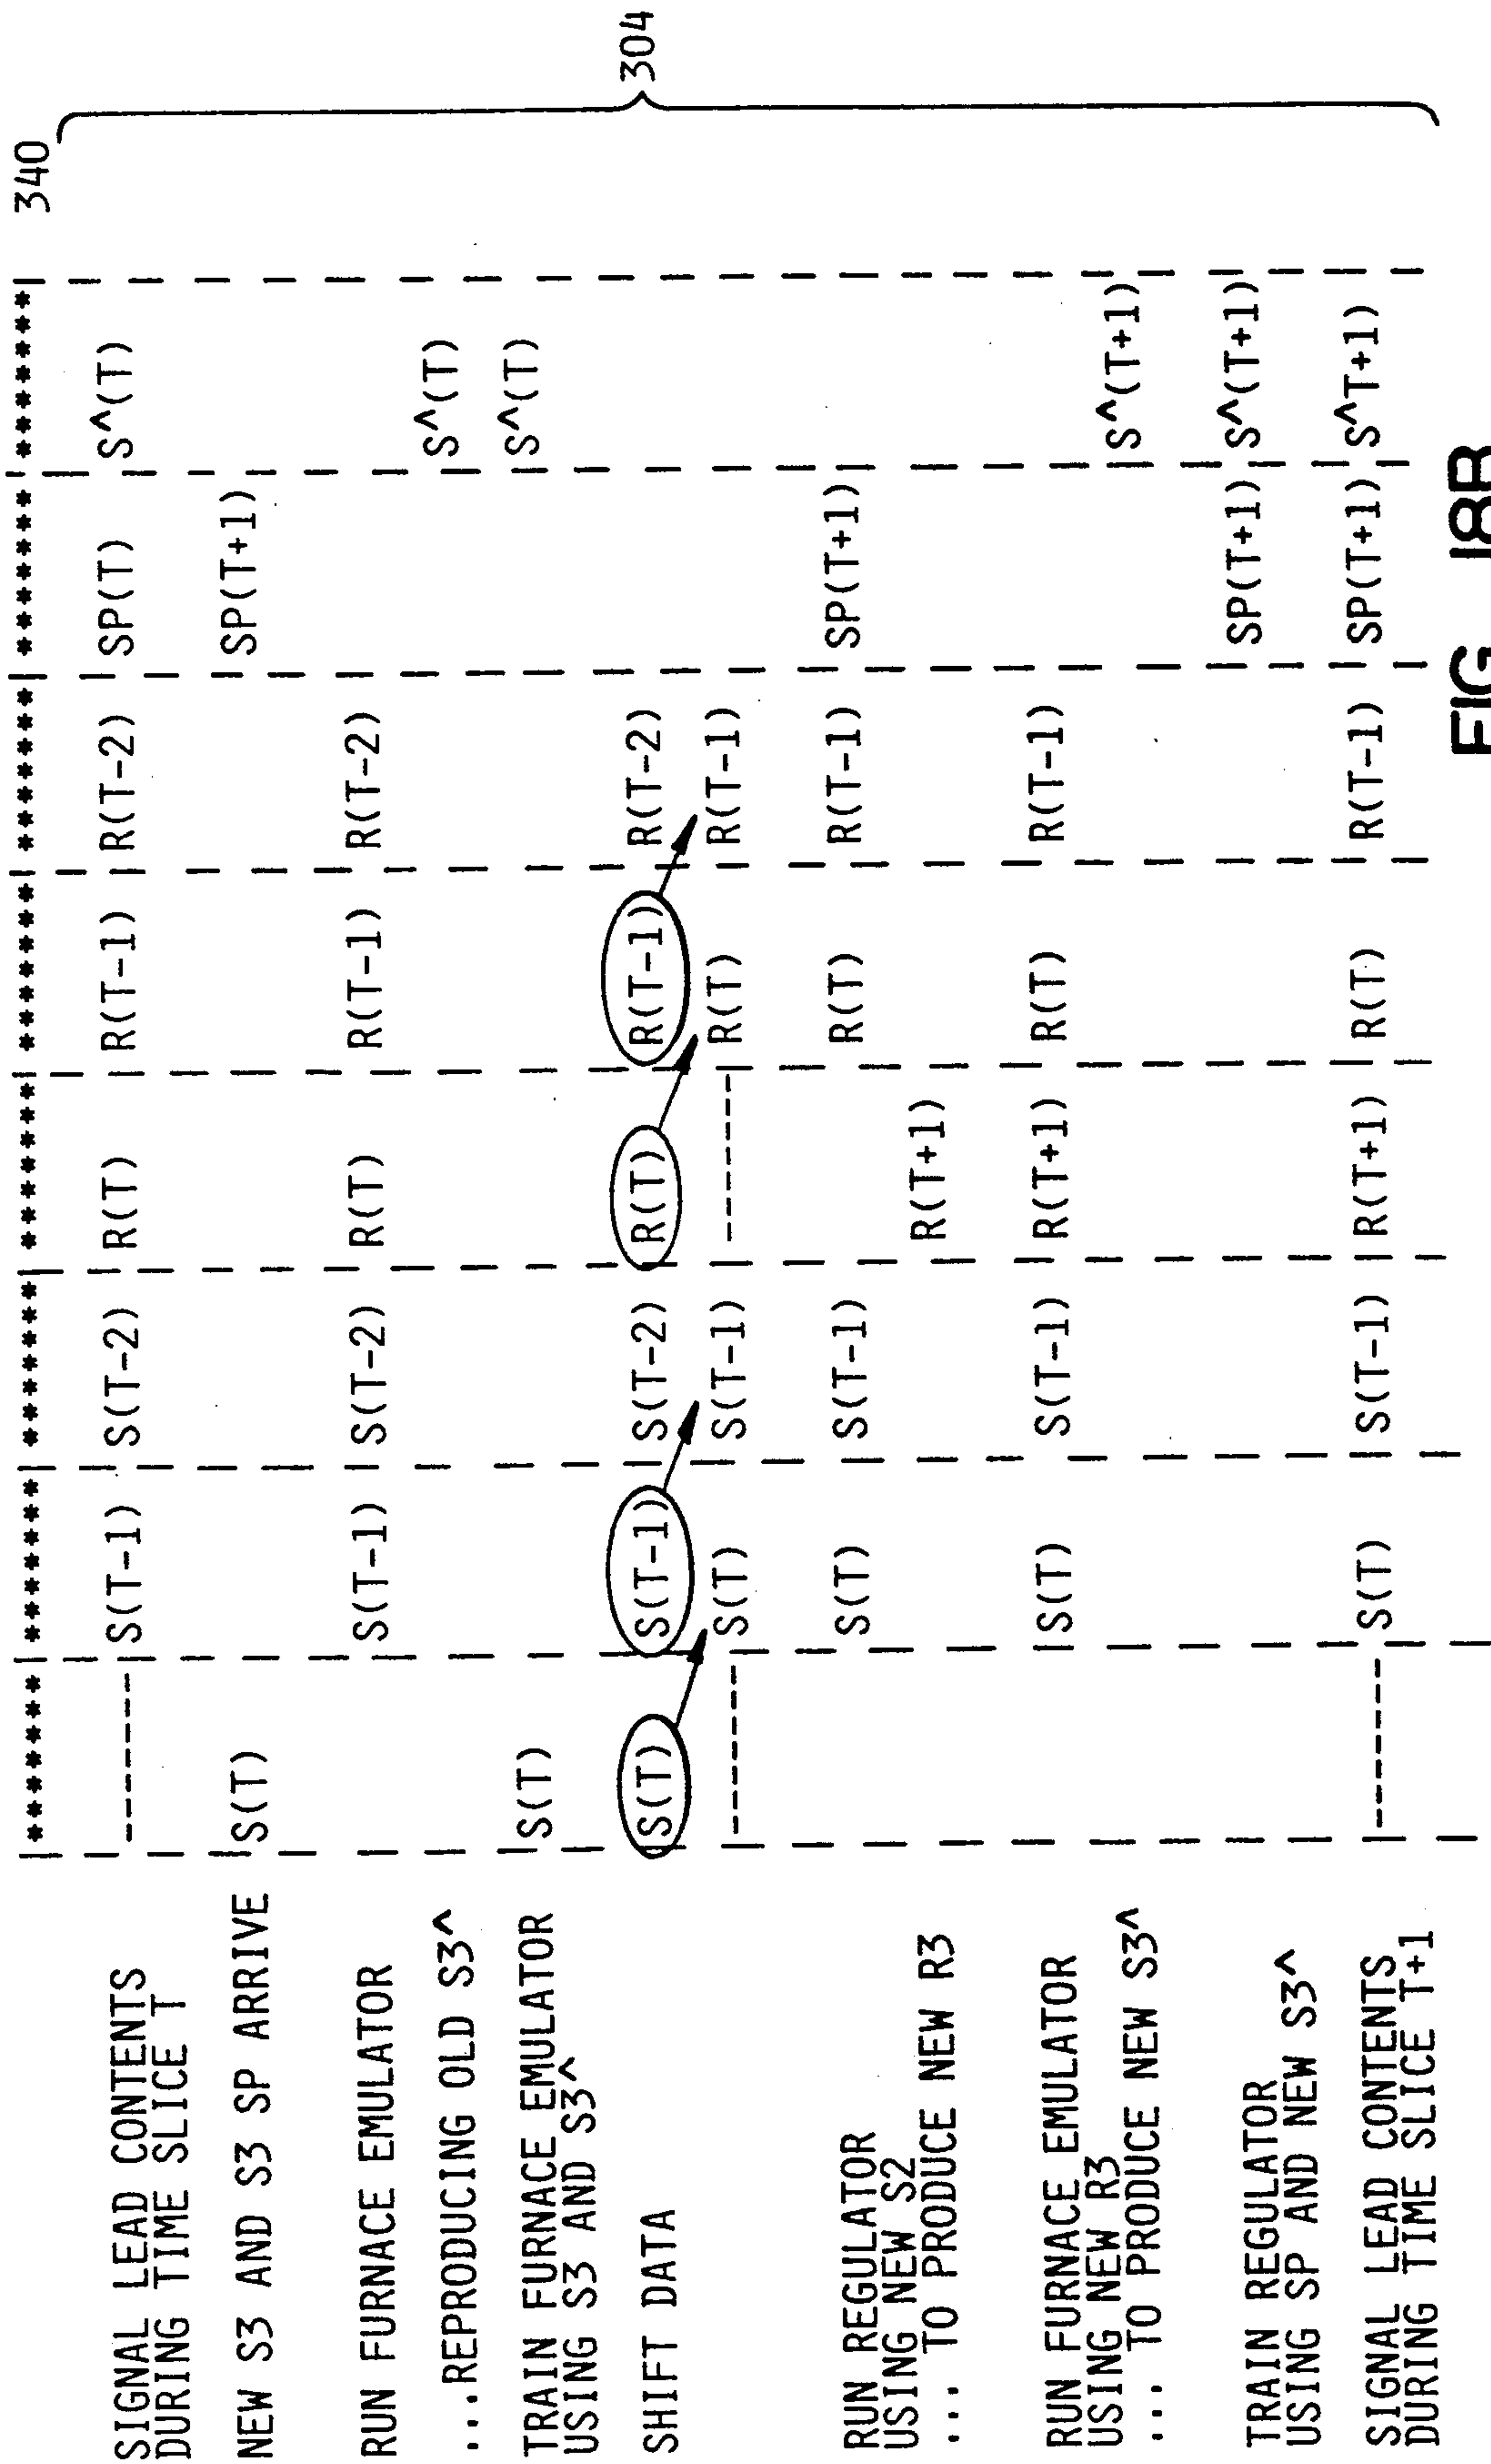 340
|*******|*******|*******|*******|*******|*******|*******|*******|
SIGNAL LEAD CONTENTS |-------|S(T-1) |S(T-2) |R(T) |R(T-1) |R(T-2) |SP(T) |S^(T)
DURING TIME SLICE T
NEW S3 AND S3 SP ARRIVE S(T) SP(T+1)
RUN FURNACE EMULATOR S(T-1) S(T-2) R(T) R(T-1) R(T-2)
...REPRODUCING OLD S3^ S^(T)
TRAIN FURNACE EMULATOR S(T) S^(T)
USING S3 AND S3^
SHIFT DATA S(T) S(T-1) S(T-2) R(T) R(T-1) R(T-2)
------- S(T) S(T-1) ------- R(T) R(T-1)
304
RUN REGULATOR S(T) S(T-1) R(T) R(T-1) SP(T+1)
USING NEW S2
... TO PRODUCE NEW R3 R(T+1)
RUN FURNACE EMULATOR S(T) S(T-1) R(T+1) R(T) R(T-1)
USING NEW R3
... TO PRODUCE NEW S3^ S^(T+1)
TRAIN REGULATOR SP(T+1) S^(T+1)
USING SP AND NEW S3^
SIGNAL LEAD CONTENTS |-------|S(T) |S(T-1) |R(T+1) |R(T) |R(T-1) |SP(T+1) |S^T+1)
DURING TIME SLICE T+1
FIG 18B